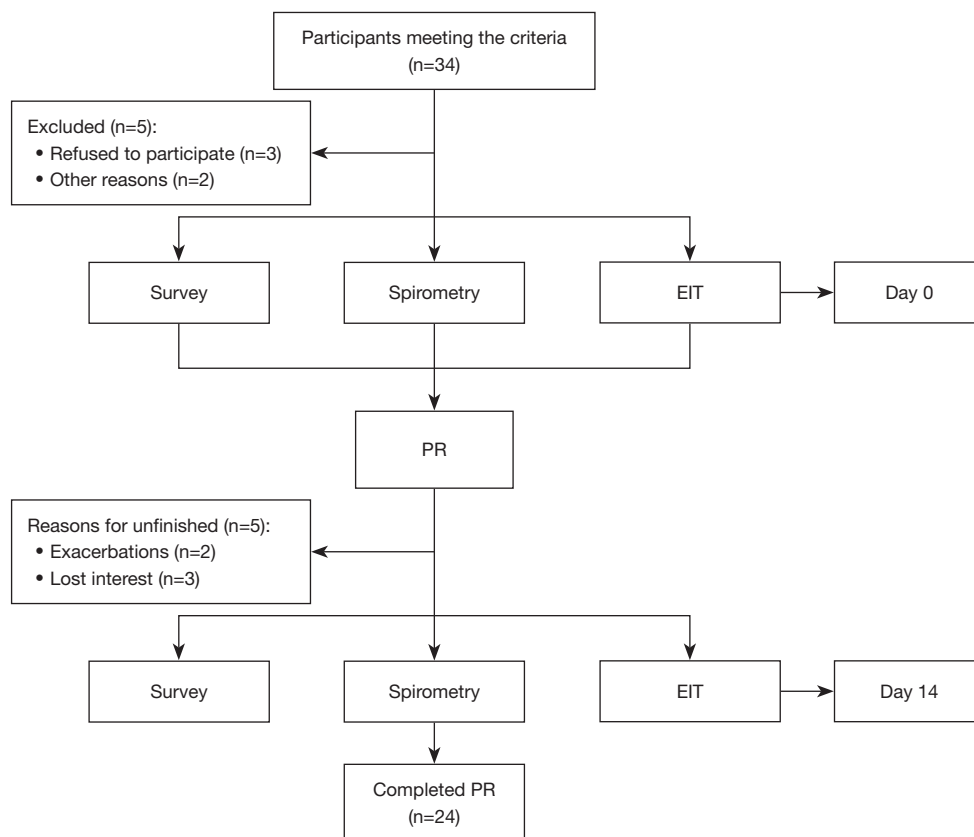 Participants meeting the criteria
(n=34)
Excluded (n=5):
• Refused to participate (n=3)
• Other reasons (n=2)
Survey
Spirometry
EIT
Day 0
PR
Reasons for unfinished (n=5):
• Exacerbations (n=2)
• Lost interest (n=3)
Survey
Spirometry
EIT
Day 14
Completed PR
(n=24)